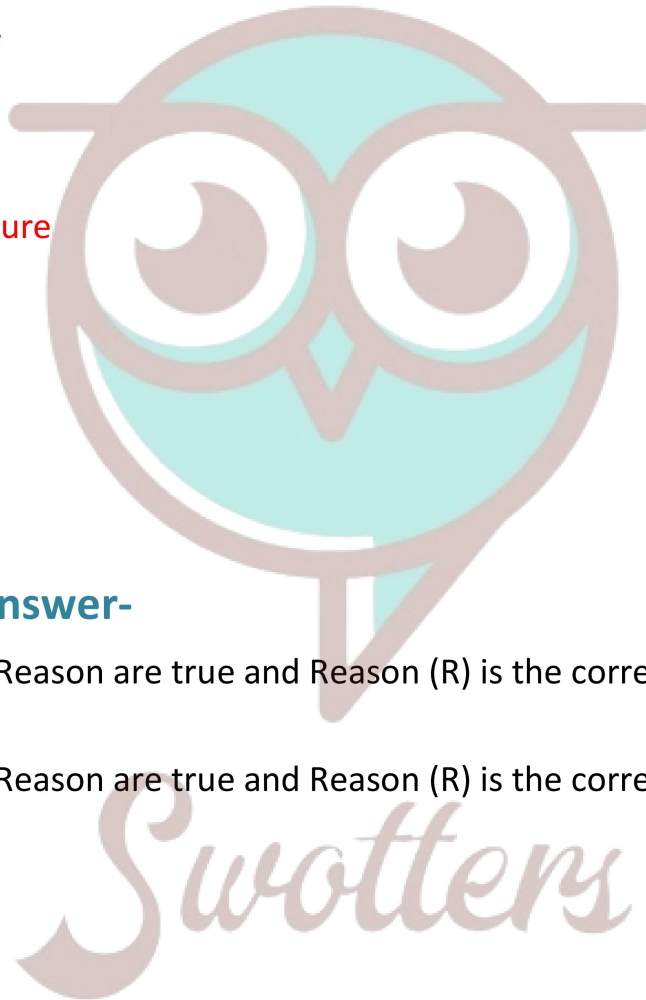 ure
nswer-
Reason are true and Reason (R) is the corre
Reason are true and Reason (R) is the corre
Swotters